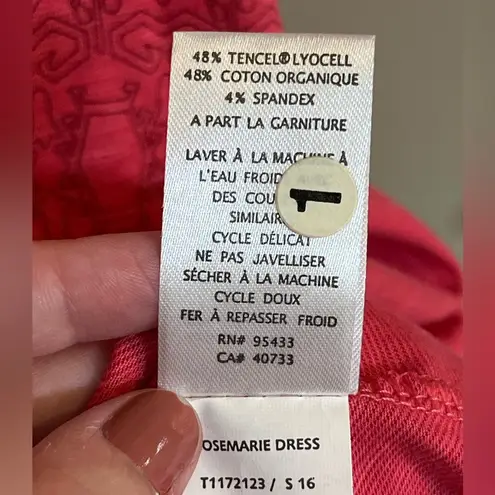 48% TENCEL® LYOCELL
48% COTON ORGANIQUE
4% SPANDEX
A PART LA GARNITURE
LAVER À LA MACHINE À
L'EAU FROID
DES COU
SIMILAIR
CYCLE DÉLICAT
NE PAS JAVELLISER
SÉCHER À LA MACHINE
CYCLE DOUX
FER À REPASSER FROID
RN# 95433
CA# 40733
OSEMARIE DRESS
T1172123 / S 16